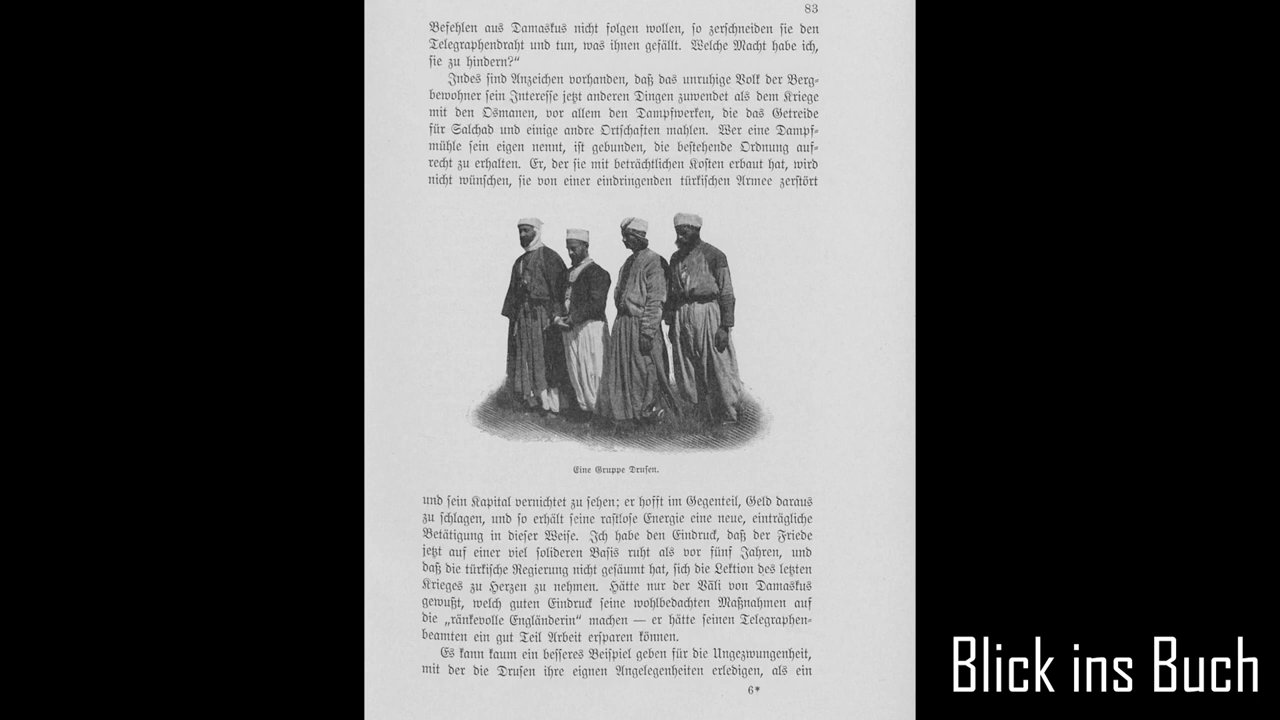 83
Befehlen aus Damaskus nicht folgen wollen, so zerschneiden sie den
Telegraphendraht und tun, was ihnen gefällt. Welche Macht habe ich,
sie zu hindern?“
Indes sind Anzeichen vorhanden, daß das unruhige Volk der Berg-
bewohner sein Interesse jetzt anderen Dingen zuwendet als dem Kriege
mit den Osmanen, vor allem den Dampfwerken, die das Getreide
für Salchad und einige andre Ortschaften mahlen. Wer eine Dampf-
mühle sein eigen nennt, ist gebunden, die bestehende Ordnung auf-
recht zu erhalten. Er, der sie mit beträchtlichen Kosten erbaut hat, wird
nicht wünschen, sie von einer eindringenden türkischen Armee zerstört
Eine Gruppe Drusen.
und sein Kapital vernichtet zu sehen; er hofft im Gegenteil, Geld daraus
zu schlagen, und so erhält seine rastlose Energie eine neue, einträgliche
Betätigung in dieser Weise. Ich habe den Eindruck, daß der Friede
jetzt auf einer viel solideren Basis ruht als vor fünf Jahren, und
daß die türkische Regierung nicht gesäumt hat, sich die Lektion des letzten
Krieges zu Herzen zu nehmen. Hätte nur der Vâli von Damaskus
gewußt, welch guten Eindruck seine wohlbedachten Maßnahmen auf
die „ränkevolle Engländerin“ machen — er hätte seinen Telegraphen-
beamten ein gut Teil Arbeit ersparen können.
Es kann kaum ein besseres Beispiel geben für die Ungezwungenheit,
mit der die Drusen ihre eignen Angelegenheiten erledigen, als ein
6*
Blick ins Buch